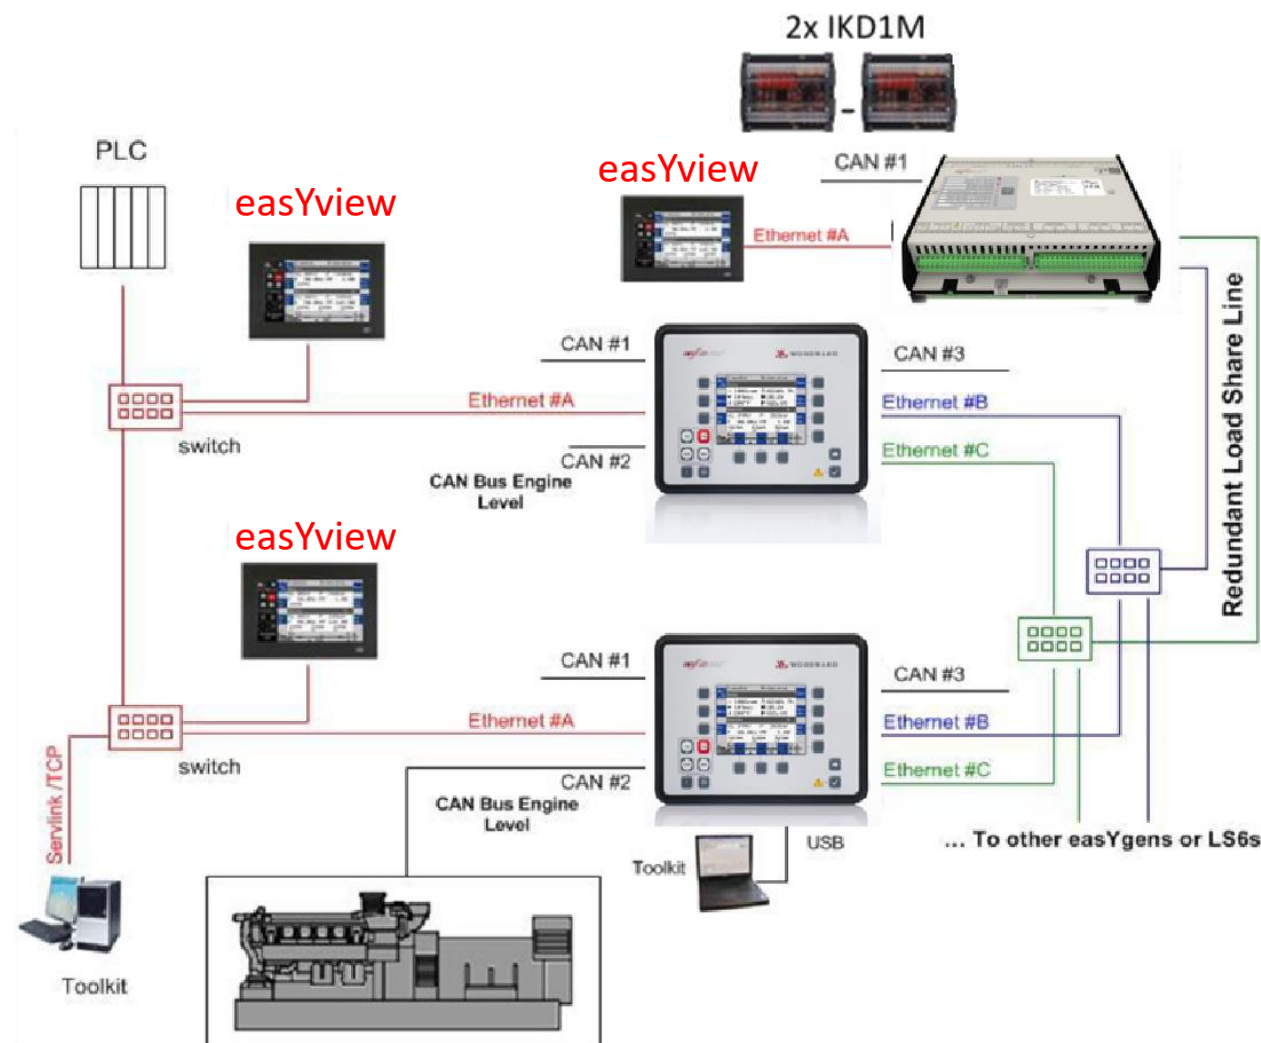 2x IKD1M
PLC
easYview
easYview
CAN #1
Ethernet #A
CAN #1
WOODWARD
CAN #3
Ethernet #A
Ethernet #B
switch
CAN #2
Ethernet #C
CAN Bus Engine
Level
Redundant Load Share Line
easYview
CAN #1
WOODWARD
CAN #3
Ethernet #A
Ethernet #B
switch
CAN #2
Ethernet #C
CAN Bus Engine
Level
Servlink /TCP
USB
... To other easYgens or LS6s
Toolkit
Toolkit